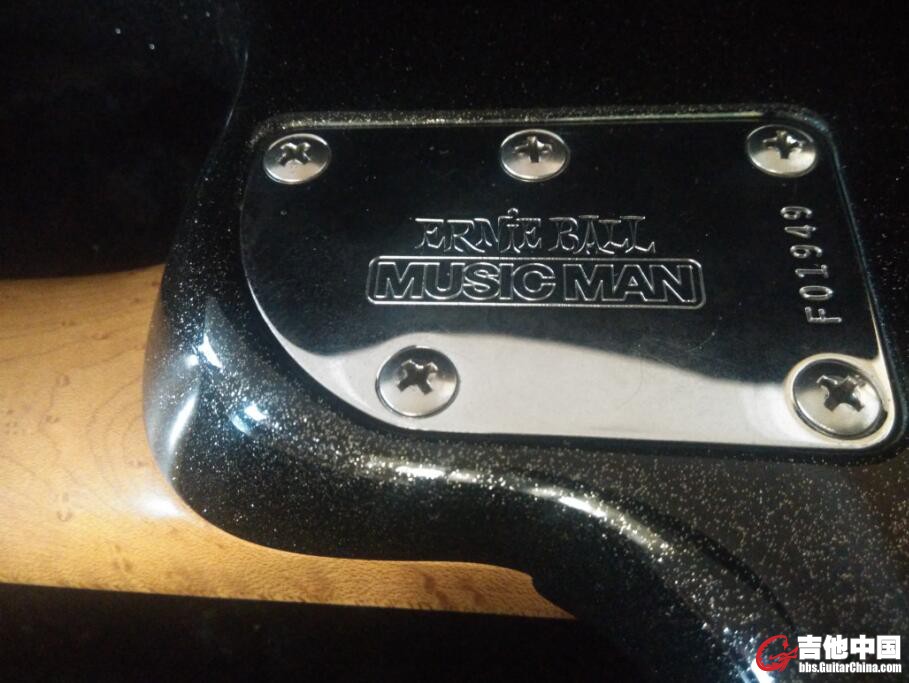 ERNiE BALL
MUSIC MAN
F01949
吉他中国
bbs.GuitarChina.com